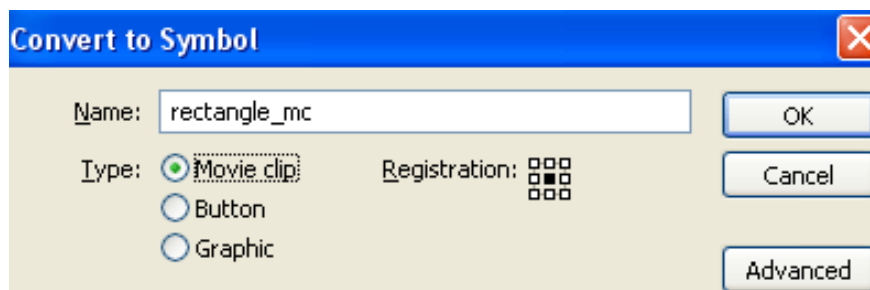 Convert to Symbol
Name: rectangle_mc
OK
Type: Movie clip
Registration:
Cancel
Button
Graphic
Advanced